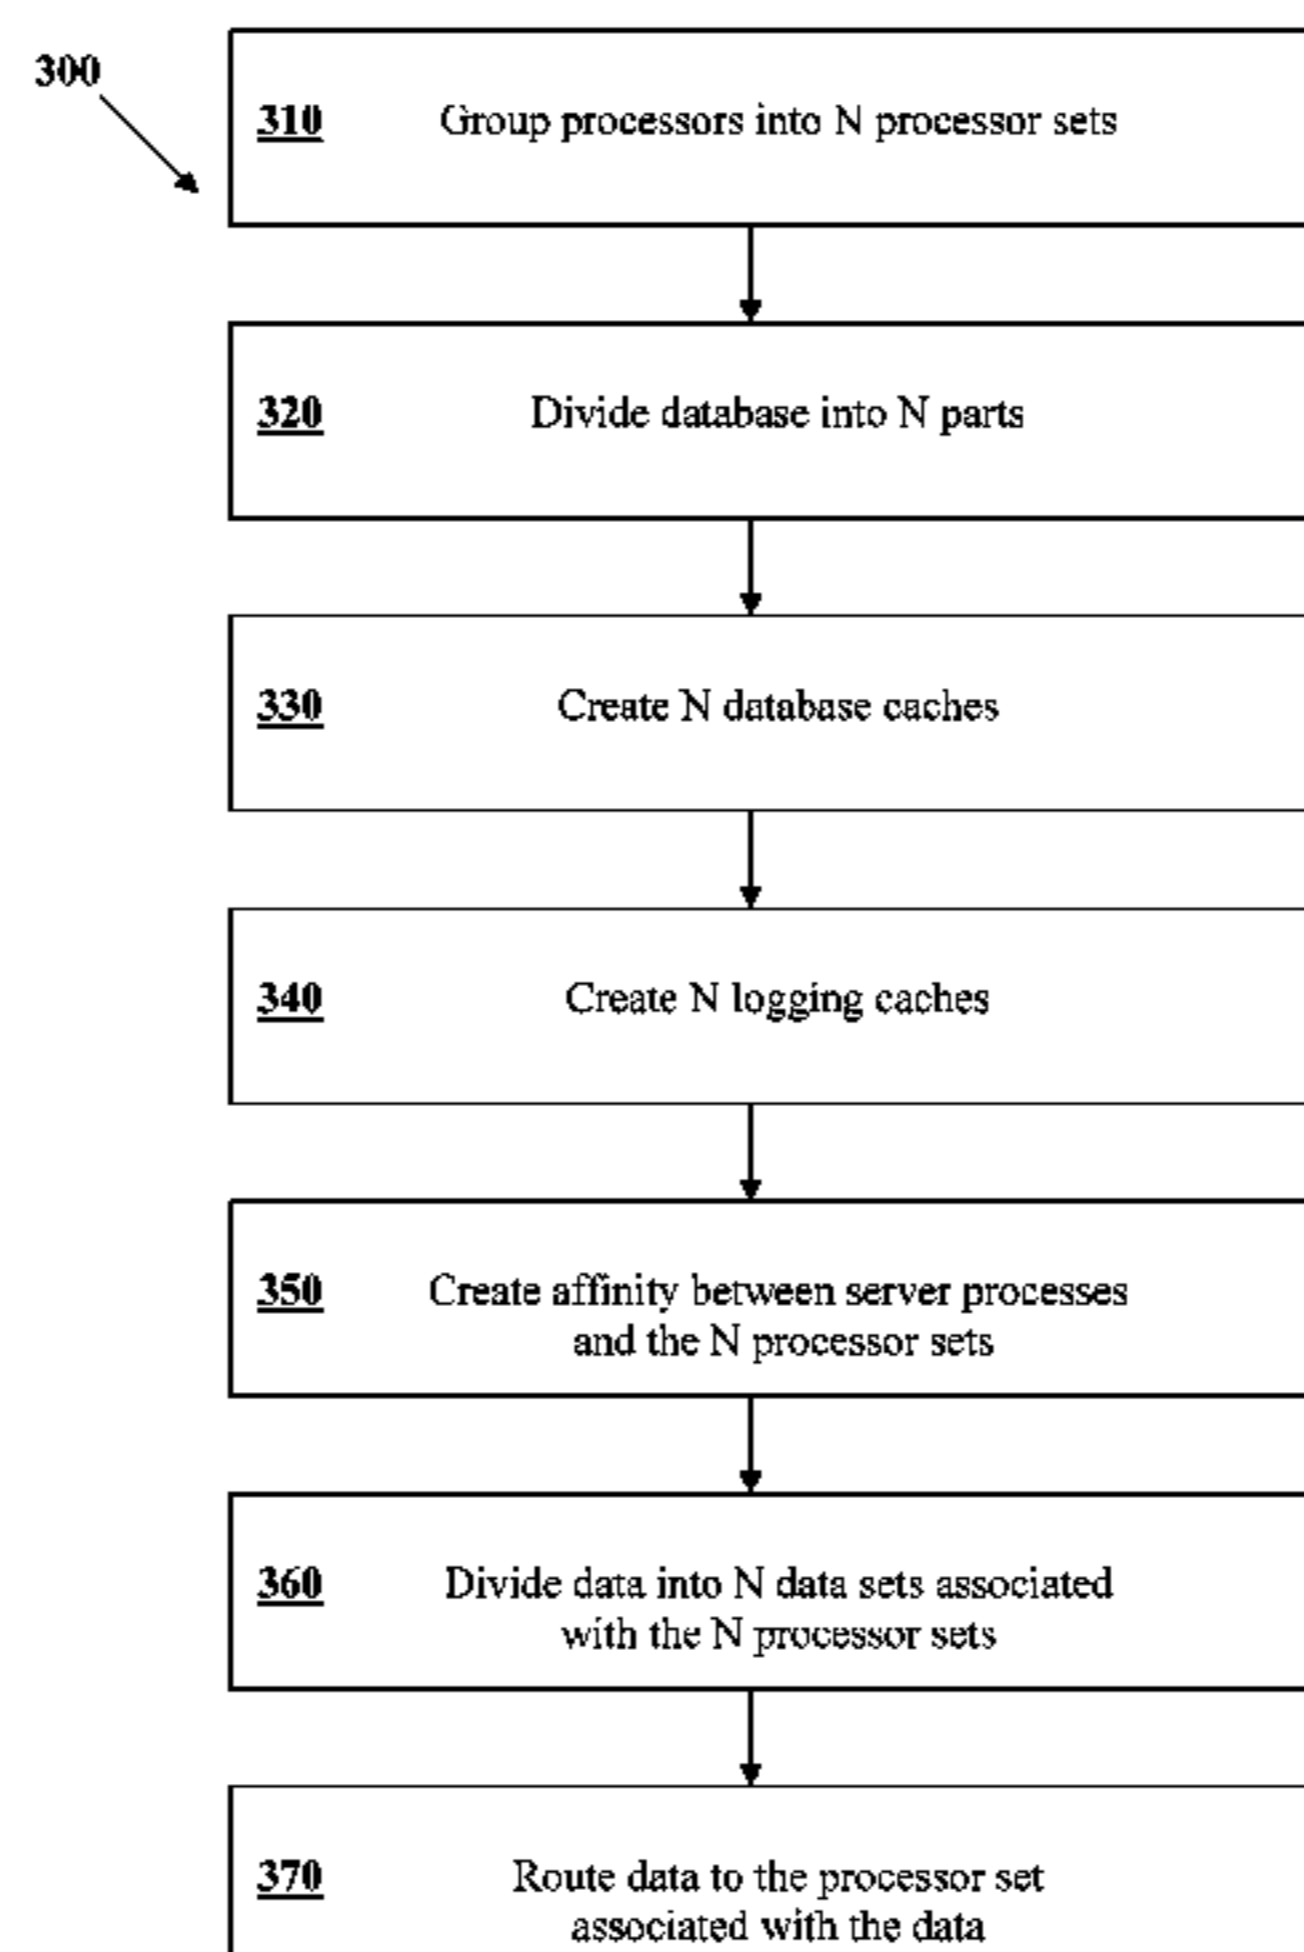 300
310 Group processors into N processor sets
320 Divide database into N parts
330 Create N database caches
340 Create N logging caches
350 Create affinity between server processes
and the N processor sets
360 Divide data into N data sets associated
with the N processor sets
370 Route data to the processor set
associated with the data